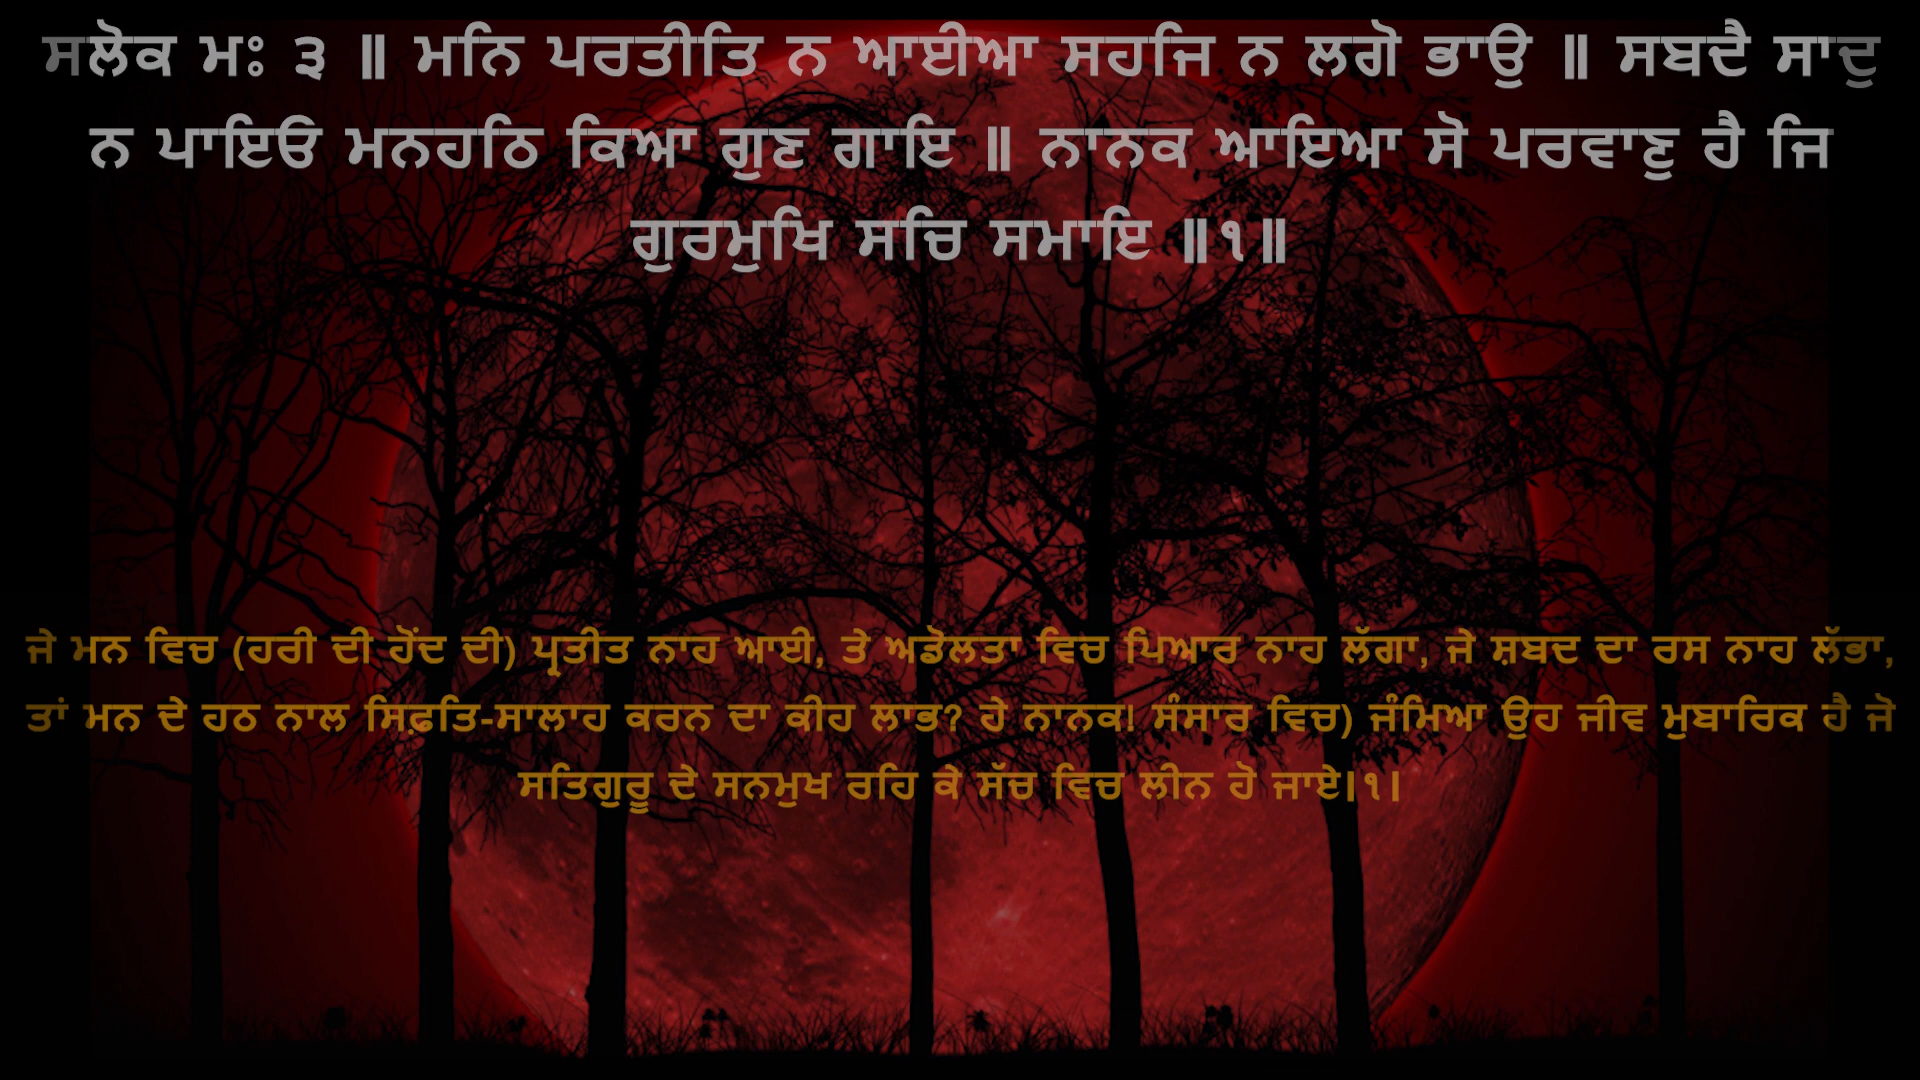 ਸਲੋਕ ਮਃ ੩ ॥ ਮਨਿ ਪਰਤੀਤਿ ਨ ਆਈਆ ਸਹਜਿ ਨ ਲਗੋ ਭਾਉ ॥ ਸਬਦੈ ਸਾਦੁ
ਨ ਪਾਇਓ ਮਨਹਠਿ ਕਿਆ ਗੁਣ ਗਾਇ ॥ ਨਾਨਕ ਆਇਆ ਸੋ ਪਰਵਾਣੁ ਹੈ ਜਿ
ਗੁਰਮੁਖਿ ਸਚਿ ਸਮਾਇ ॥੧॥
ਜੇ ਮਨ ਵਿਚ (ਹਰੀ ਦੀ ਹੋਂਦ ਦੀ) ਪ੍ਰਤੀਤ ਨਾਹ ਆਈ, ਤੇ ਅਡੋਲਤਾ ਵਿਚ ਪਿਆਰ ਨਾਹ ਲੱਗਾ, ਜੇ ਸ਼ਬਦ ਦਾ ਰਸ ਨਾਹ ਲੱਭਾ,
ਤਾਂ ਮਨ ਦੇ ਹਠ ਨਾਲ ਸਿਫ਼ਤਿ-ਸਾਲਾਹ ਕਰਨ ਦਾ ਕੀਹ ਲਾਭ? ਹੇ ਨਾਨਕ! ਸੰਸਾਰ ਵਿਚ) ਜੰਮਿਆ ਉਹ ਜੀਵ ਮੁਬਾਰਿਕ ਹੈ ਜੋ
ਸਤਿਗੁਰੂ ਦੇ ਸਨਮੁਖ ਰਹਿ ਕੇ ਸੱਚ ਵਿਚ ਲੀਨ ਹੋ ਜਾਏ।੧।